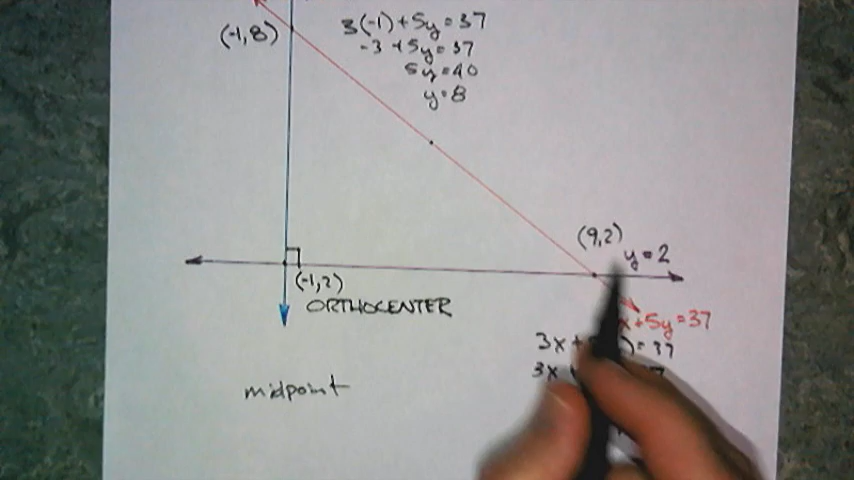 (-1,8)
3(-1)+5y=37
-3+5y=37
5y=40
y=8
(9,2)
y=2
(-1,2)
ORTHOCENTER
x+5y=37
3x+ )=37
3x
midpoint